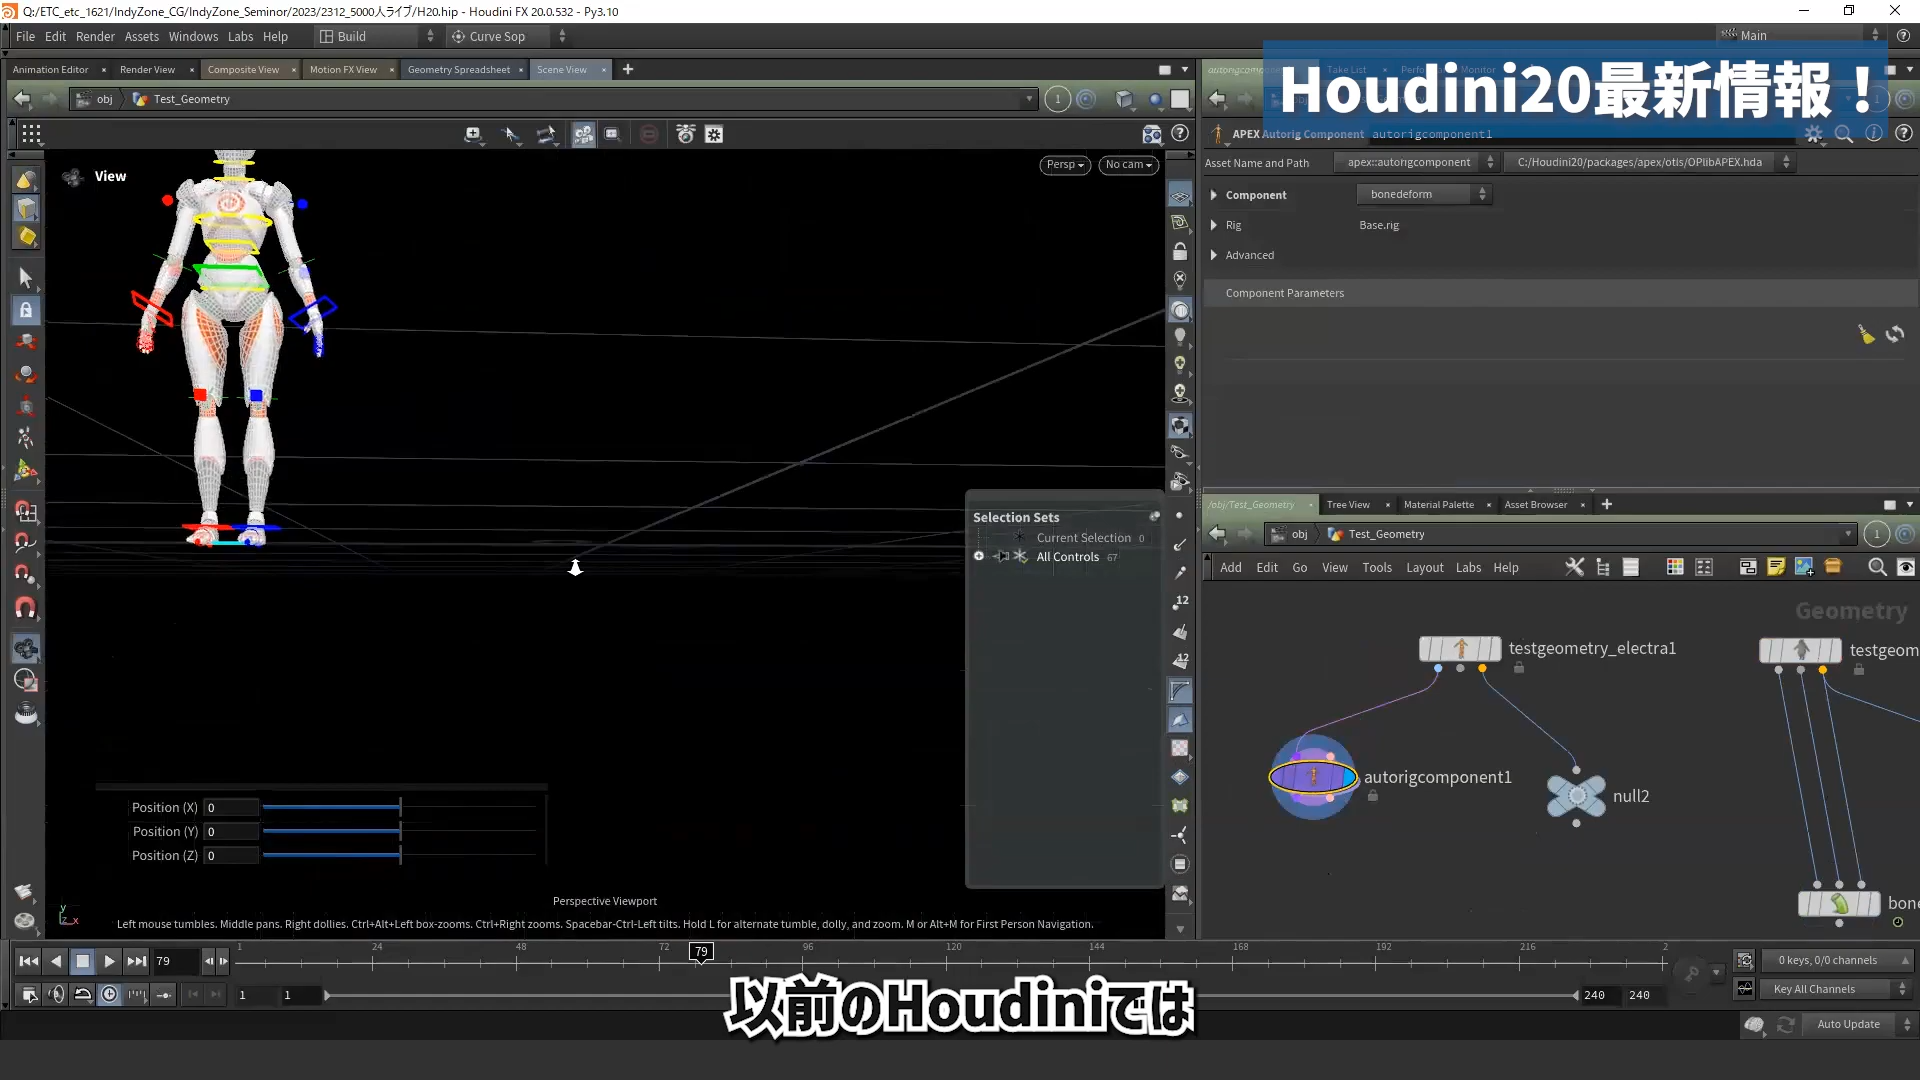 Q:/ETC_etc_1621/IndyZone_CG/IndyZone_Seminor/2023/2312_5000人ライブ/H20.hip - Houdini FX 20.0.532 - Py3.10
File Edit Render Assets Windows Labs Help Build Curve Sop Main
Houdini20最新情報！
Animation Editor Render View Composite View Motion FX View Geometry Spreadsheet Scene View
Take List
obj Test_Geometry
APEX Autorig Component autorigcomponent1
Asset Name and Path apex::autorigcomponent C:/Houdini20/packages/apex/otls/OPlibAPEX.hda
Component bonedeform
Rig Base.rig
Advanced
Component Parameters
View
Persp No cam
Selection Sets
Current Selection 0
All Controls 67
12
12
Position (X) 0
Position (Y) 0
Position (Z) 0
Perspective Viewport
Left mouse tumbles. Middle pans. Right dollies. Ctrl+Alt+Left box-zooms. Ctrl+Right zooms. Spacebar-Ctrl-Left tilts. Hold L for alternate tumble, dolly, and zoom. M or Alt+M for First Person Navigation.
/obj/Test_Geometry Tree View Material Palette Asset Browser
obj Test_Geometry
Add Edit Go View Tools Layout Labs Help
Geometry
testgeometry_electra1
testgeom
autorigcomponent1
null2
bone
79
1 24 48 72 79 96 120 144 168 192 216 2
0 keys, 0/0 channels
1 1 240 240
Key All Channels
以前のHoudiniでは
Auto Update